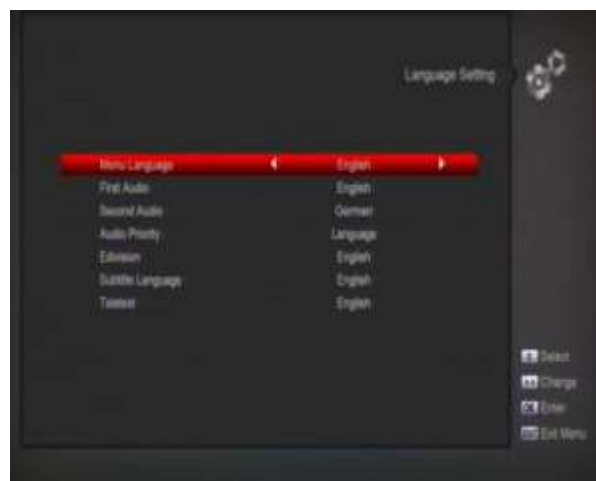 Language Setting
Menu Language English
First Audio English
Second Audio German
Audio Priority Language
Edivision English
Subtitle Language English
Teletext English
Select
Change
OK Enter
Exit Menu